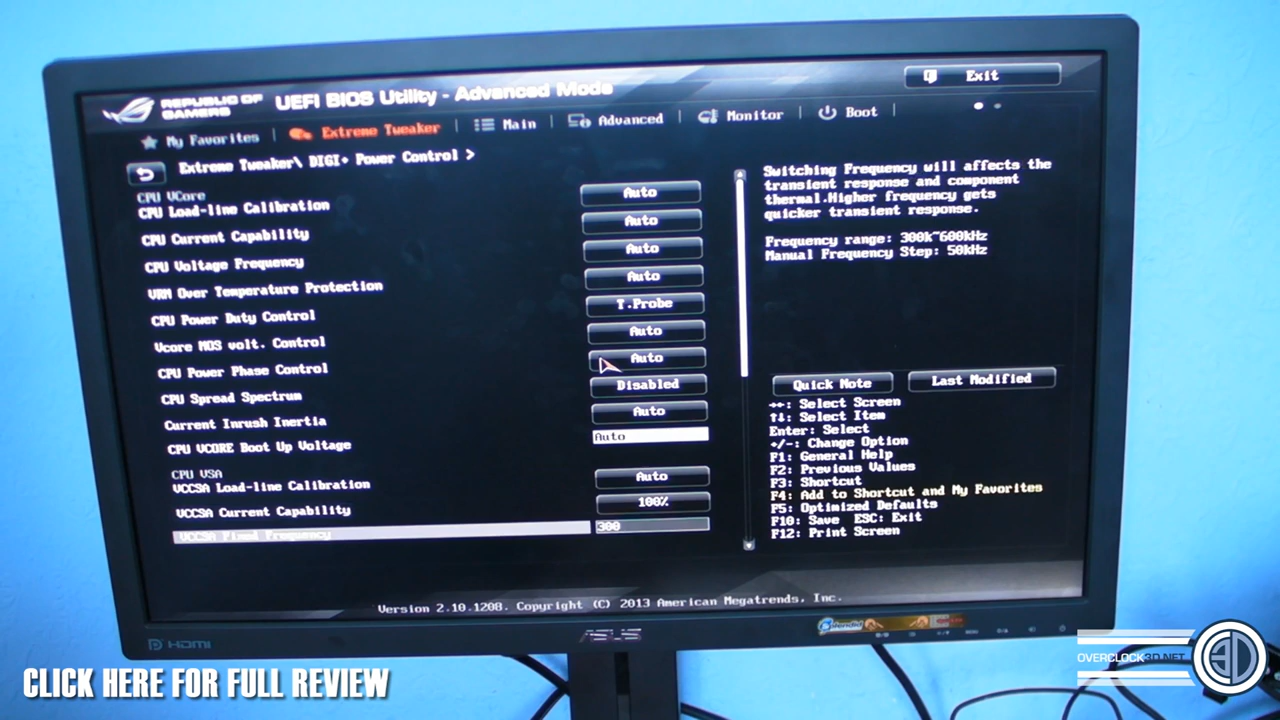 REPUBLIC OF GAMERS
UEFI BIOS Utility - Advanced Mode
Exit
My Favorites
Extreme Tweaker
Main
Advanced
Monitor
Boot
Extreme Tweaker\ DIGI+ Power Control >
CPU VCore
CPU Load-line Calibration Auto
CPU Current Capability Auto
CPU Voltage Frequency Auto
VRM Over Temperature Protection Auto
CPU Power Duty Control T.Probe
Vcore MOS volt. Control Auto
CPU Power Phase Control Auto
CPU Spread Spectrum Disabled
Current Inrush Inertia Auto
CPU VCORE Boot Up Voltage Auto
CPU VSA
VCCSA Load-line Calibration Auto
VCCSA Current Capability 100%
VCCSA Fixed Frequency 300
Switching Frequency will affects the
transient response and component
thermal.Higher frequency gets
quicker transient response.
Frequency range: 300k~600kHz
Manual Frequency Step: 50kHz
Quick Note
Last Modified
→←: Select Screen
↑↓: Select Item
Enter: Select
+/-: Change Option
F1: General Help
F2: Previous Values
F3: Shortcut
F4: Add to Shortcut and My Favorites
F5: Optimized Defaults
F10: Save ESC: Exit
F12: Print Screen
Version 2.10.1208. Copyright (C) 2013 American Megatrends, Inc.
HDMI
ASUS
CLICK HERE FOR FULL REVIEW
OVERCLOCK3D.NET
3D